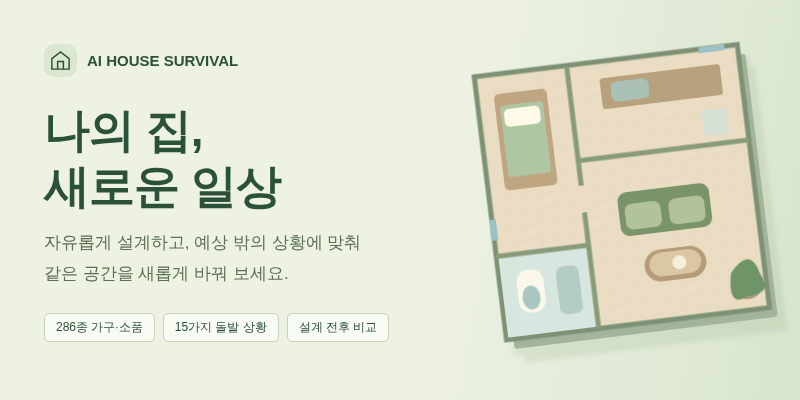 AI HOUSE SURVIVAL
나의 집,
새로운 일상
자유롭게 설계하고, 예상 밖의 상황에 맞춰
같은 공간을 새롭게 바꿔 보세요.
286종 가구·소품
15가지 돌발 상황
설계 전후 비교